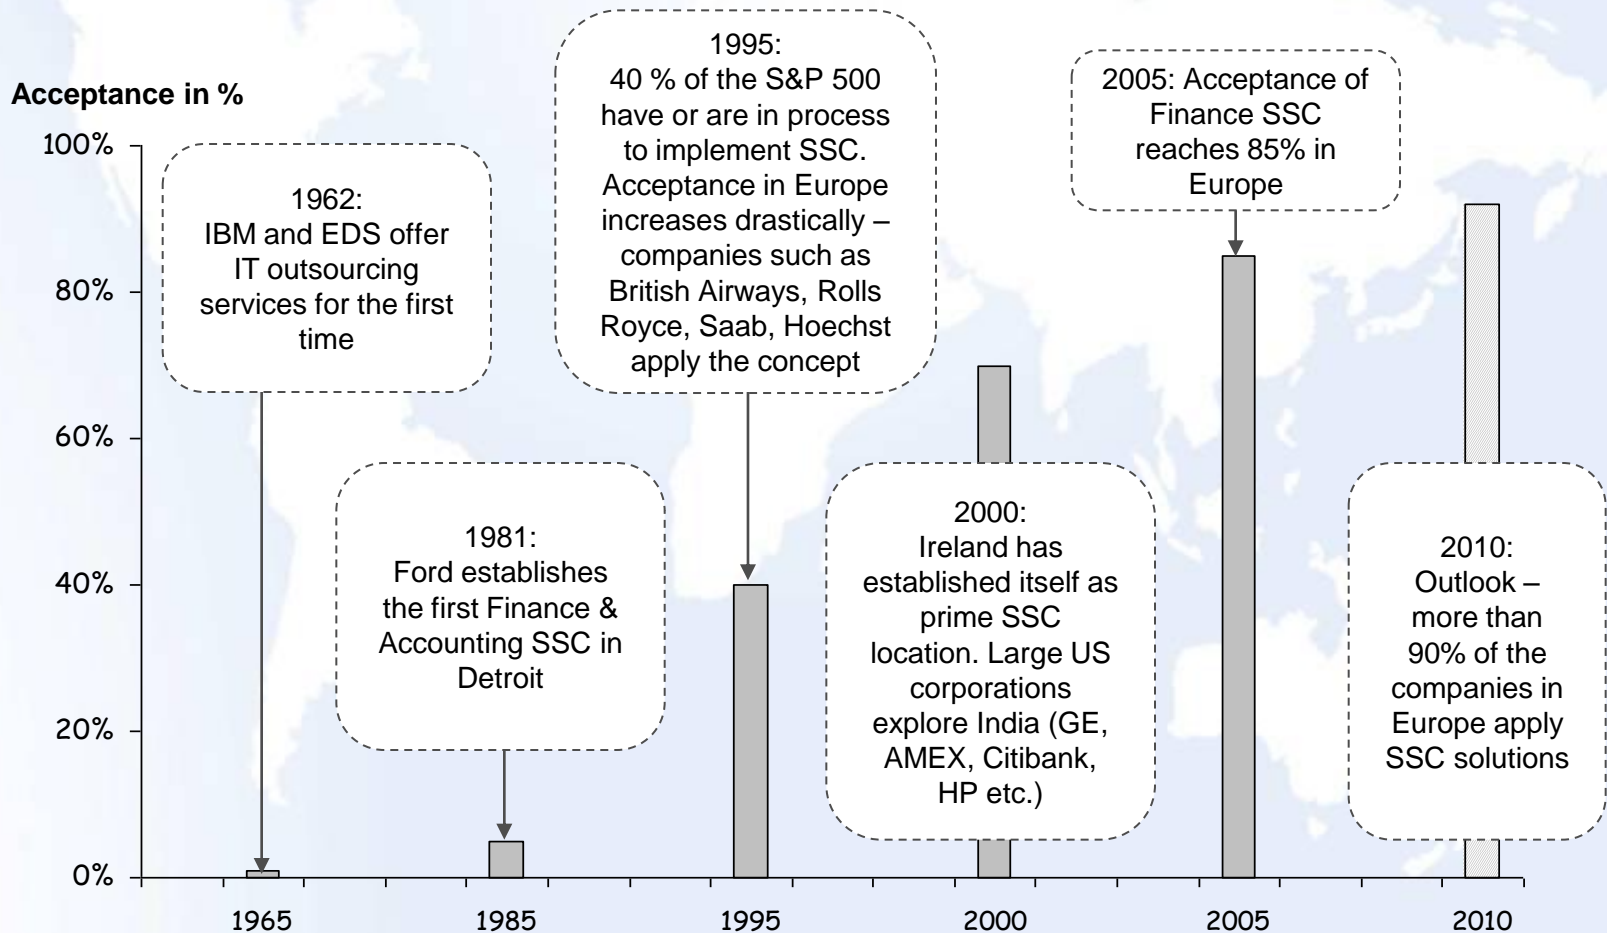 Acceptance in %
100%
80%
60%
40%
20%
0%
1962:
IBM and EDS offer
IT outsourcing
services for the first
time
1981:
Ford establishes
the first Finance &
Accounting SSC in
Detroit
1995:
40 % of the S&P 500
have or are in process
to implement SSC.
Acceptance in Europe
increases drastically –
companies such as
British Airways, Rolls
Royce, Saab, Hoechst
apply the concept
2000:
Ireland has
established itself as
prime SSC
location. Large US
corporations
explore India (GE,
AMEX, Citibank,
HP etc.)
2005: Acceptance of
Finance SSC
reaches 85% in
Europe
2010:
Outlook –
more than
90% of the
companies in
Europe apply
SSC solutions
1965 1985 1995 2000 2005 2010